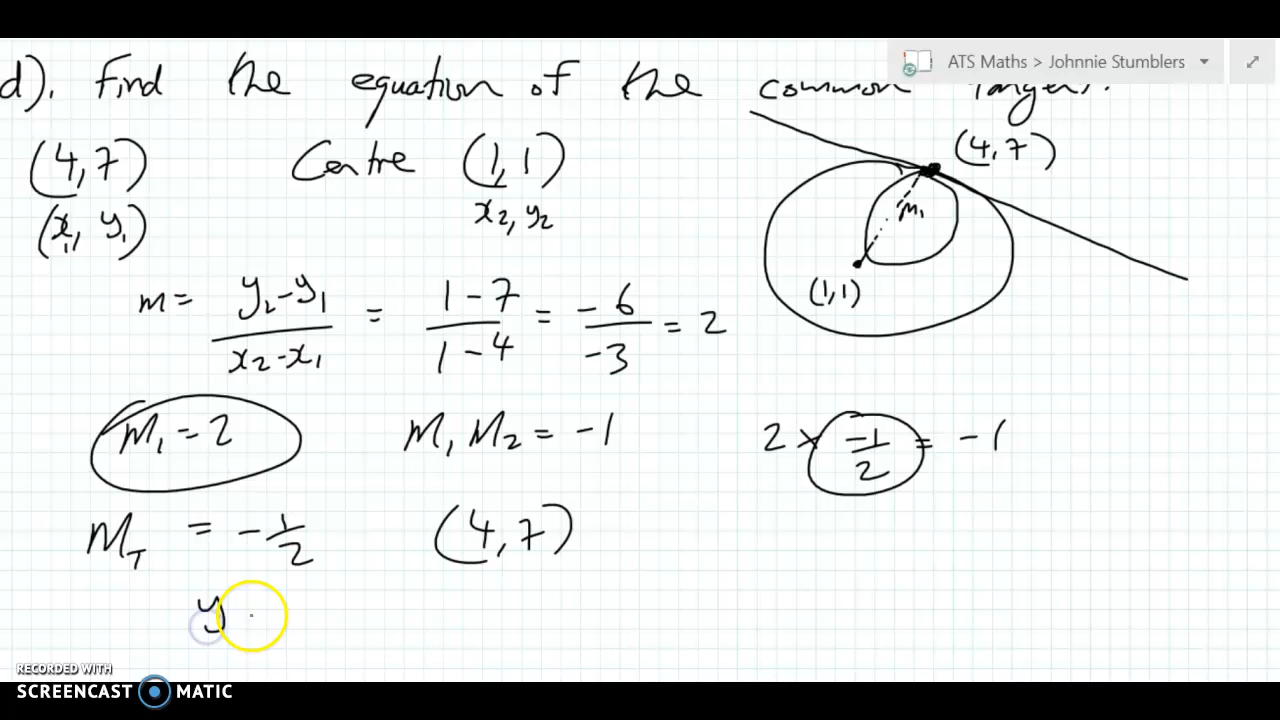 ATS Maths > Johnnie Stumblers
d). Find the equation of the common Tangent.
(4,7) Centre (1,1) (4,7)
(x₁, y₁) x₂, y₂ m₁
(1,1)
m = y₂-y₁ / x₂-x₁ = 1-7 / 1-4 = -6 / -3 = 2
M₁ = 2 M₁ M₂ = -1 2 × -1/2 = -1
M_T = -1/2 (4,7)
y
RECORDED WITH
SCREENCAST MATIC